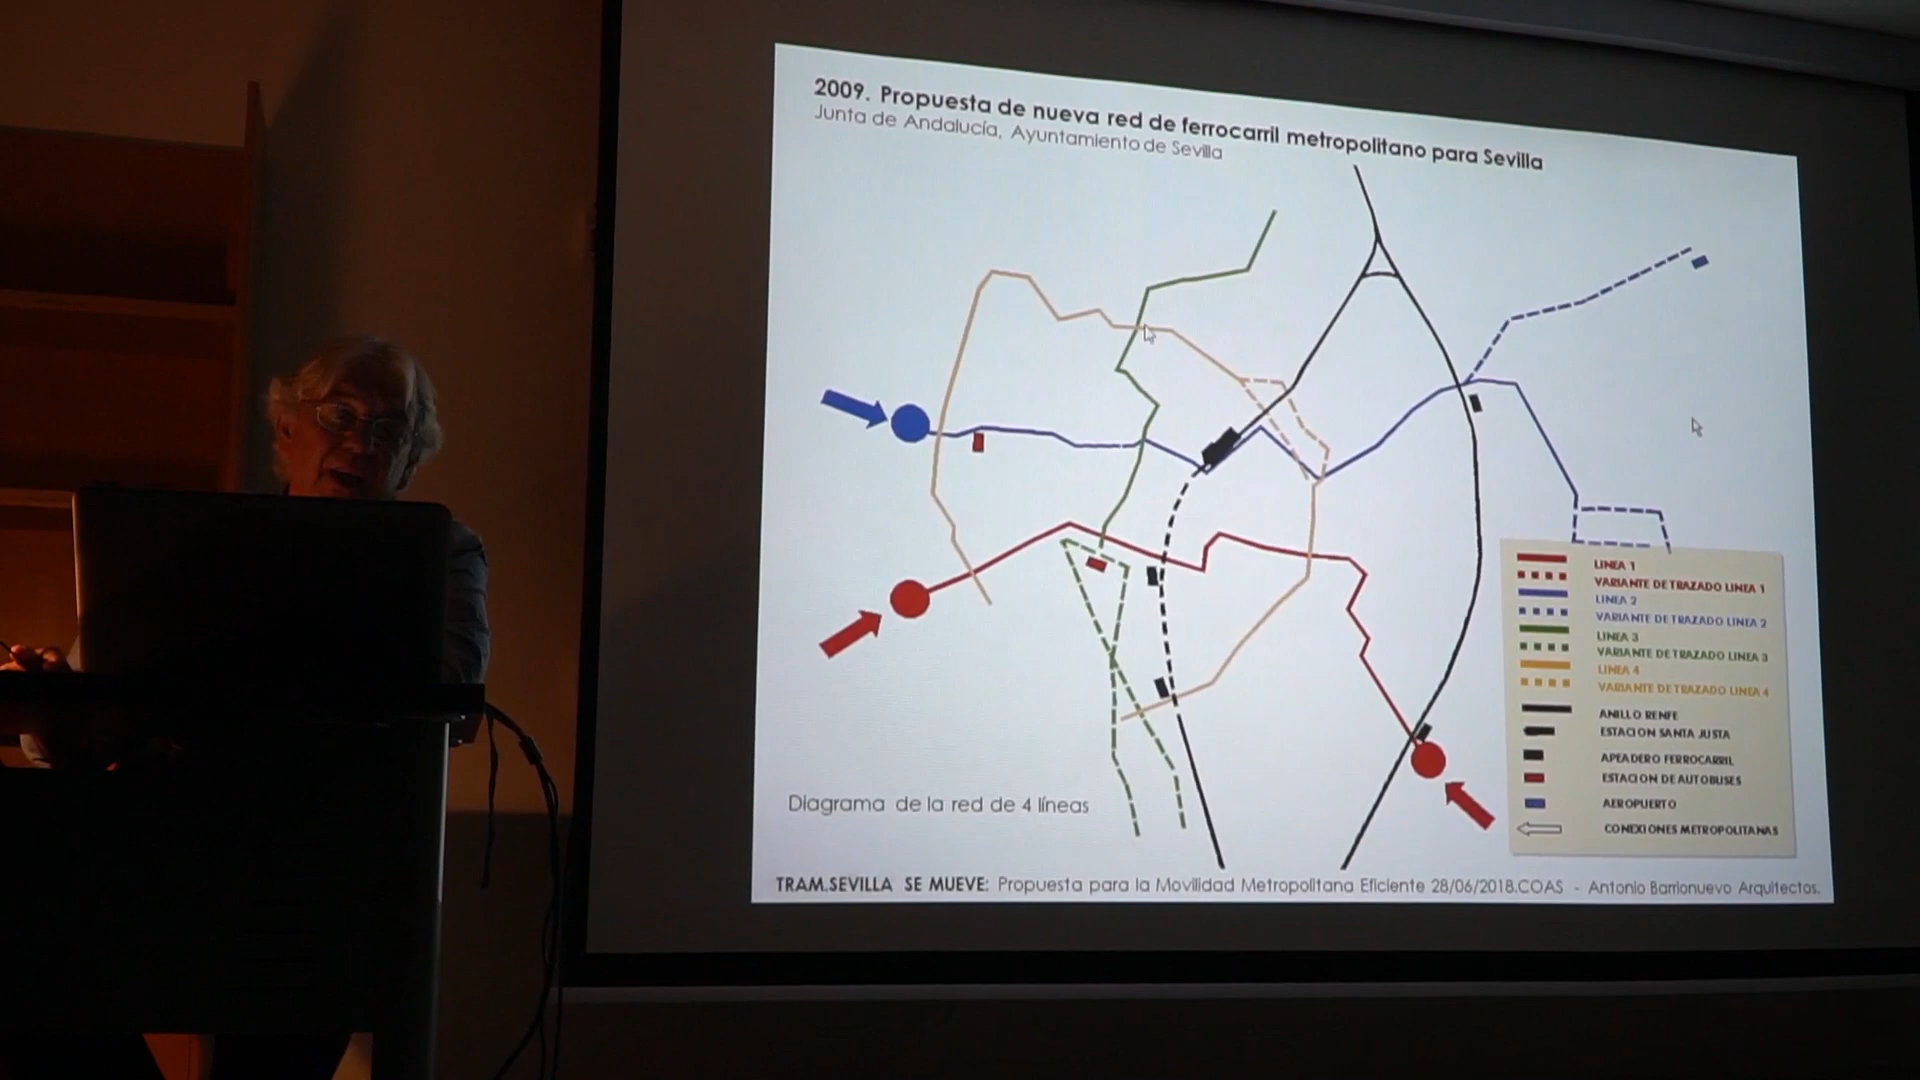 2009. Propuesta de nueva red de ferrocarril metropolitano para Sevilla
Junta de Andalucía, Ayuntamiento de Sevilla
LINEA 1
VARIANTE DE TRAZADO LINEA 1
LINEA 2
VARIANTE DE TRAZADO LINEA 2
LINEA 3
VARIANTE DE TRAZADO LINEA 3
LINEA 4
VARIANTE DE TRAZADO LINEA 4
ANILLO RENFE
ESTACION SANTA JUSTA
APEADERO FERROCARRIL
ESTACION DE AUTOBUSES
AEROPUERTO
CONEXIONES METROPOLITANAS
Diagrama de la red de 4 líneas
TRAM.SEVILLA SE MUEVE: Propuesta para la Movilidad Metropolitana Eficiente 28/06/2018.COAS - Antonio Barrionuevo Arquitectos.